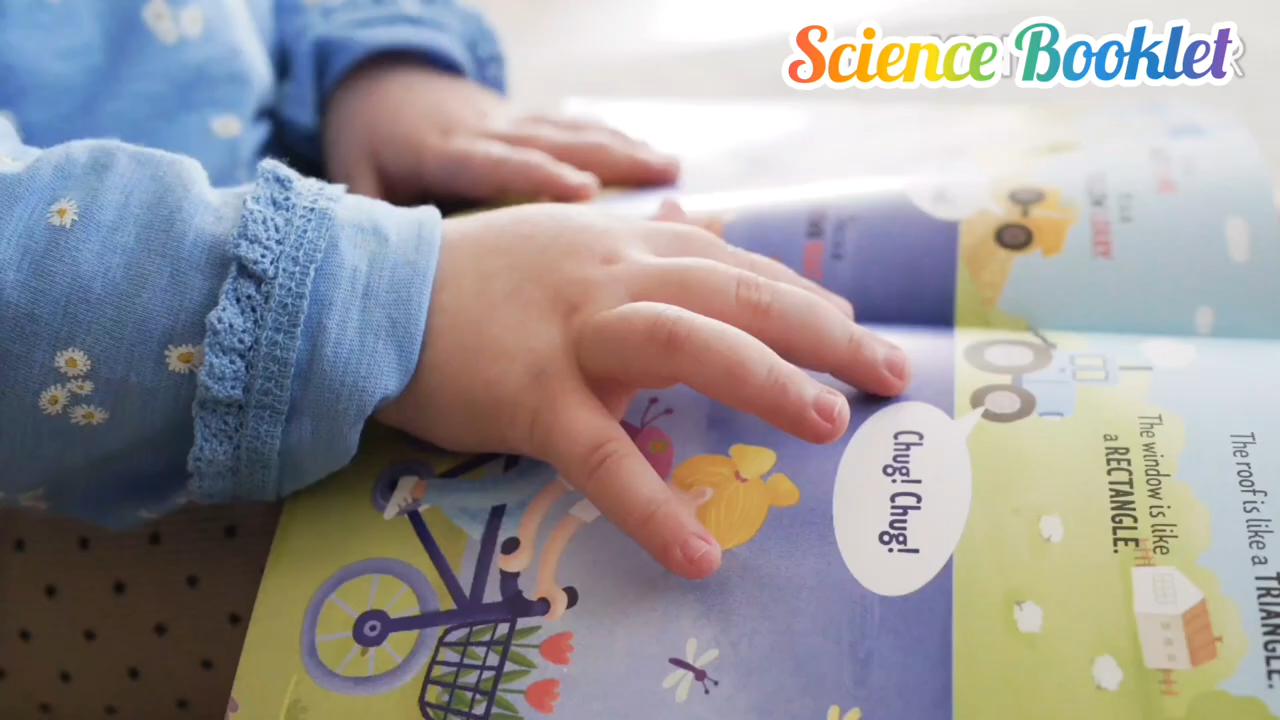 Science Booklet
Chug! Chug!
The window is like
a RECTANGLE.
The roof is like a TRIANGLE.